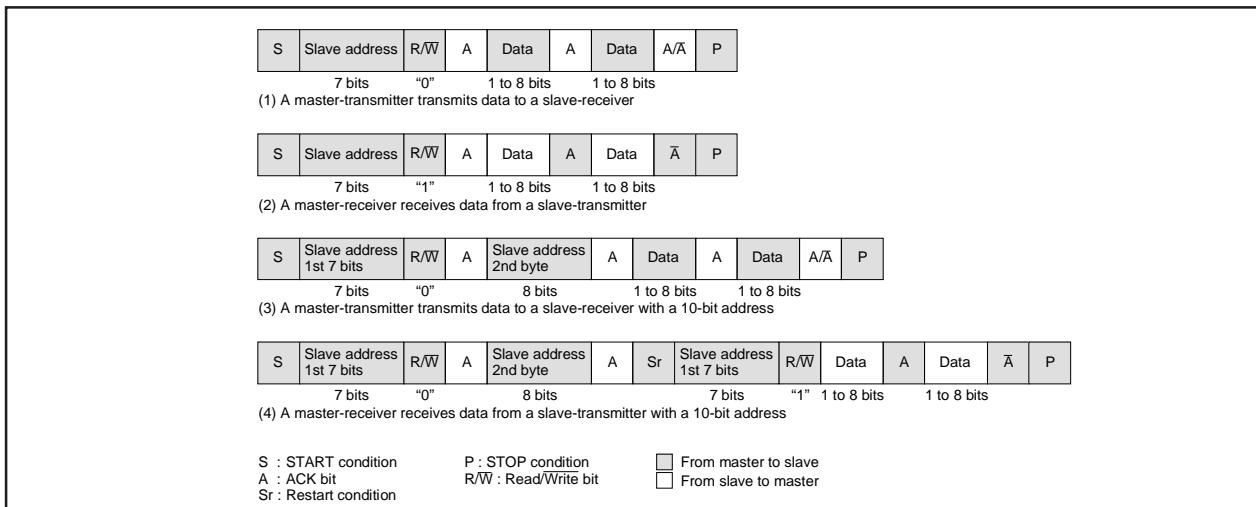 S Slave address R/W̅ A Data A Data A/A̅ P
7 bits “0” 1 to 8 bits 1 to 8 bits
(1) A master-transmitter transmits data to a slave-receiver
S Slave address R/W̅ A Data A Data A̅ P
7 bits “1” 1 to 8 bits 1 to 8 bits
(2) A master-receiver receives data from a slave-transmitter
S Slave address 1st 7 bits R/W̅ A Slave address 2nd byte A Data A Data A/A̅ P
7 bits “0” 8 bits 1 to 8 bits 1 to 8 bits
(3) A master-transmitter transmits data to a slave-receiver with a 10-bit address
S Slave address 1st 7 bits R/W̅ A Slave address 2nd byte A Sr Slave address 1st 7 bits R/W̅ Data A Data A̅ P
7 bits “0” 8 bits 7 bits “1” 1 to 8 bits 1 to 8 bits
(4) A master-receiver receives data from a slave-transmitter with a 10-bit address
S : START condition P : STOP condition From master to slave
A : ACK bit R/W̅ : Read/W̅r̅i̅t̅e̅ bit From slave to master
Sr : Restart condition